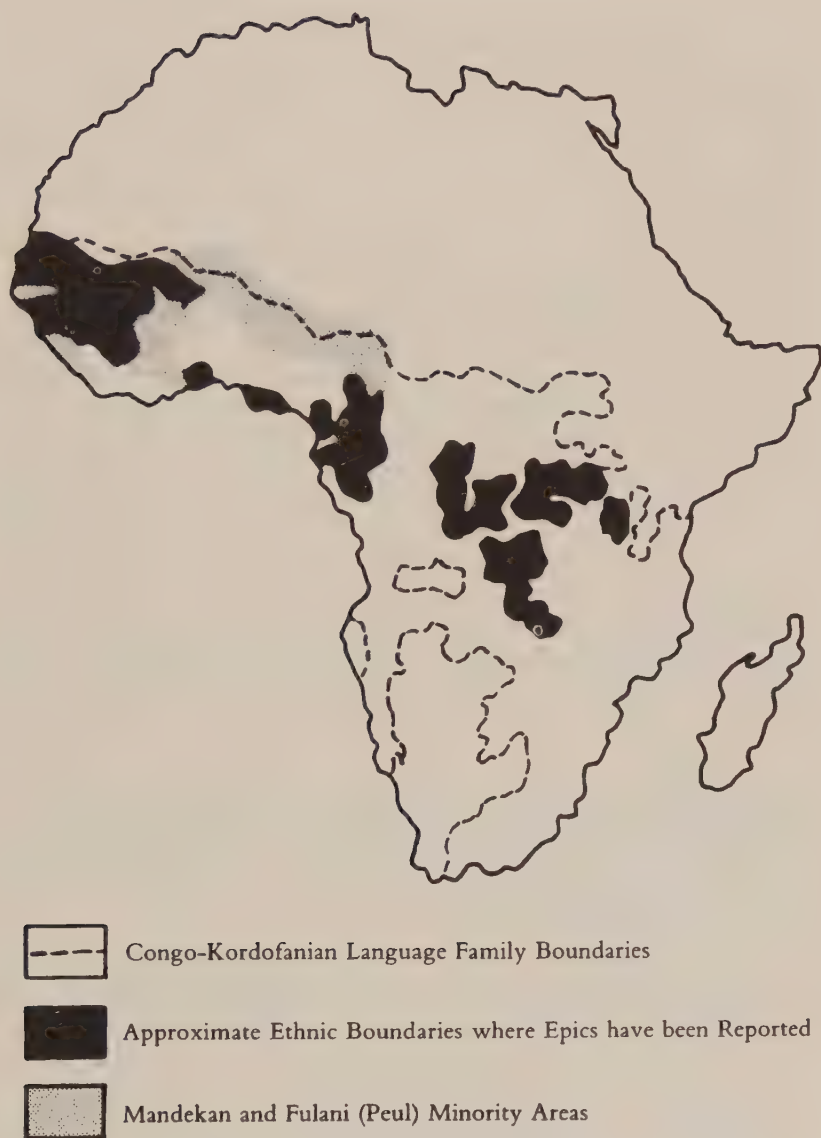 Congo-Kordofanian Language Family Boundaries
Approximate Ethnic Boundaries where Epics have been Reported
Mandekan and Fulani (Peul) Minority Areas